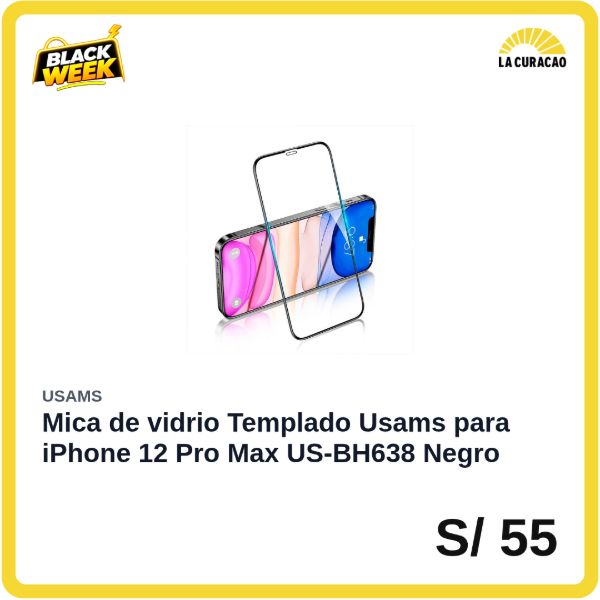 BLACK
WEEK
LA CURACAO
USAMS
Mica de vidrio Templado Usams para
iPhone 12 Pro Max US-BH638 Negro
S/ 55